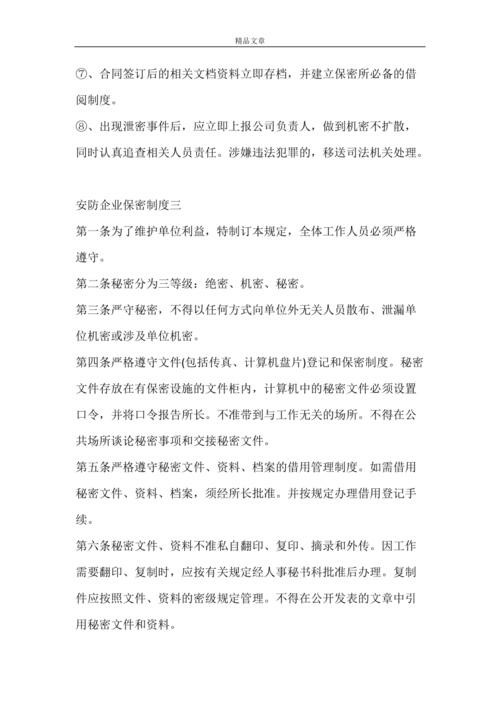 精品文章
⑦、合同签订后的相关文档资料立即存档，并建立保密所必备的借
阅制度。
⑧、出现泄密事件后，应立即上报公司负责人，做到机密不扩散，
同时认真追查相关人员责任。涉嫌违法犯罪的，移送司法机关处理。
安防企业保密制度三
第一条为了维护单位利益，特制订本规定，全体工作人员必须严格
遵守。
第二条秘密分为三等级：绝密、机密、秘密。
第三条严守秘密，不得以任何方式向单位外无关人员散布、泄漏单
位机密或涉及单位机密。
第四条严格遵守文件(包括传真、计算机盘片)登记和保密制度。秘密
文件存放在有保密设施的文件柜内，计算机中的秘密文件必须设置
口令，并将口令报告所长。不准带到与工作无关的场所。不得在公
共场所谈论秘密事项和交接秘密文件。
第五条严格遵守秘密文件、资料、档案的借用管理制度。如需借用
秘密文件、资料、档案，须经所长批准。并按规定办理借用登记手
续。
第六条秘密文件、资料不准私自翻印、复印、摘录和外传。因工作
需要翻印、复制时，应按有关规定经人事秘书科批准后办理。复制
件应按照文件、资料的密级规定管理。不得在公开发表的文章中引
用秘密文件和资料。